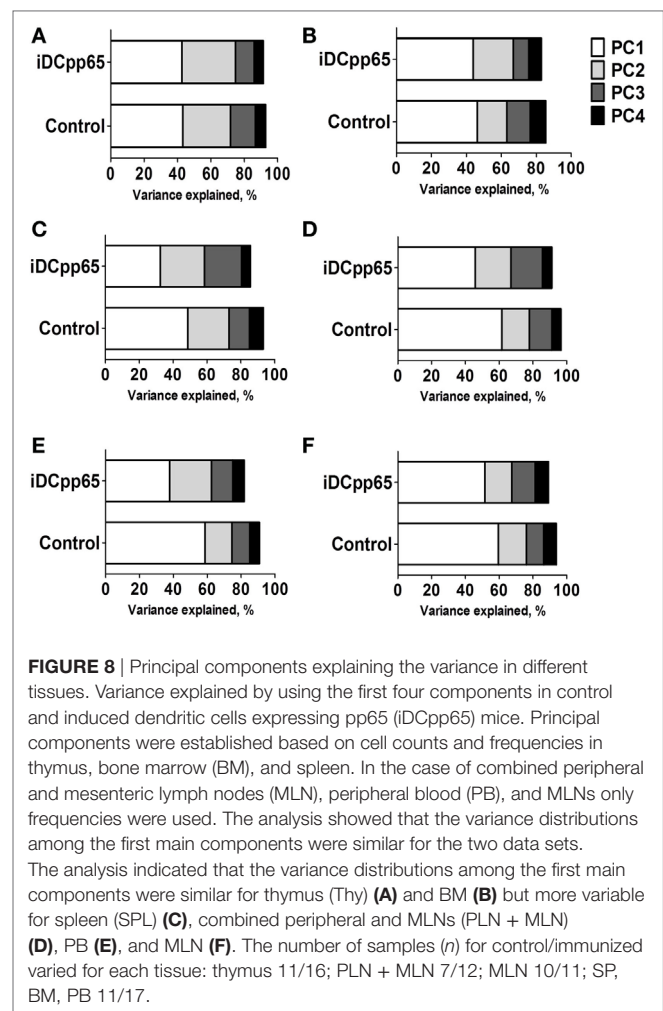 A
iDCpp65
Control
0 20 40 60 80 100
Variance explained, %
B
iDCpp65
Control
0 20 40 60 80 100
Variance explained, %
PC1
PC2
PC3
PC4
C
iDCpp65
Control
0 20 40 60 80 100
Variance explained, %
D
iDCpp65
Control
0 20 40 60 80 100
Variance explained, %
E
iDCpp65
Control
0 20 40 60 80 100
Variance explained, %
F
iDCpp65
Control
0 20 40 60 80 100
Variance explained, %
FIGURE 8 | Principal components explaining the variance in different
tissues. Variance explained by using the first four components in control
and induced dendritic cells expressing pp65 (iDCpp65) mice. Principal
components were established based on cell counts and frequencies in
thymus, bone marrow (BM), and spleen. In the case of combined peripheral
and mesenteric lymph nodes (MLN), peripheral blood (PB), and MLNs only
frequencies were used. The analysis showed that the variance distributions
among the first main components were similar for the two data sets.
The analysis indicated that the variance distributions among the first main
components were similar for thymus (Thy) (A) and BM (B) but more variable
for spleen (SPL) (C), combined peripheral and MLNs (PLN + MLN)
(D), PB (E), and MLN (F). The number of samples (n) for control/immunized
varied for each tissue: thymus 11/16; PLN + MLN 7/12; MLN 10/11; SP,
BM, PB 11/17.